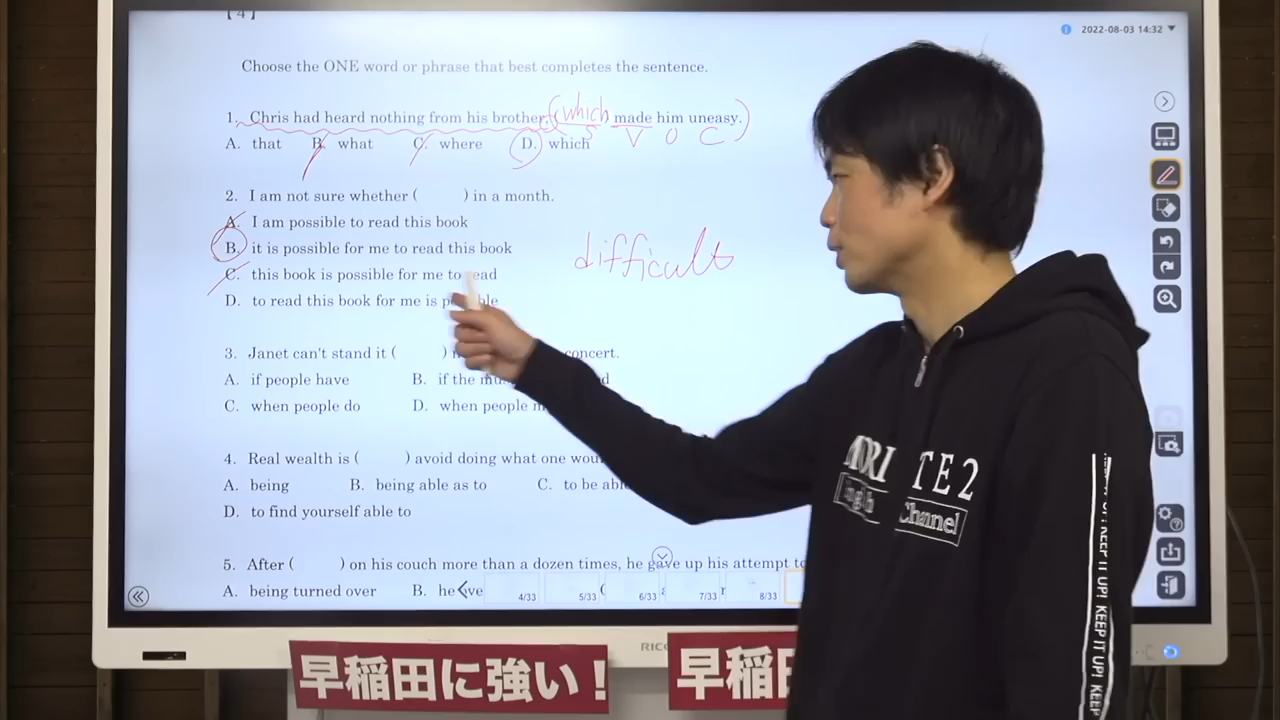 【4】
2022-08-03 14:32
Choose the ONE word or phrase that best completes the sentence.
1. Chris had heard nothing from his brother, (which made him uneasy.)
S V O C
A. that B. what C. where D. which
2. I am not sure whether ( ) in a month.
A. I am possible to read this book
B. it is possible for me to read this book
difficult
C. this book is possible for me to read
D. to read this book for me is possible
3. Janet can't stand it ( ) concert.
A. if people have B. if the
C. when people do D. when people
4. Real wealth is ( ) avoid doing what one
A. being B. being able as to C. to be
D. to find yourself able to
5. After ( ) on his couch more than a dozen times, he gave up his attempt to
A. being turned over B. he
4/33 5/33 6/33 7/33 8/33
TE2
Channel
KEEP IT UP! KEEP IT UP! KEEP
RICO
早稲田に強い!
早稲田